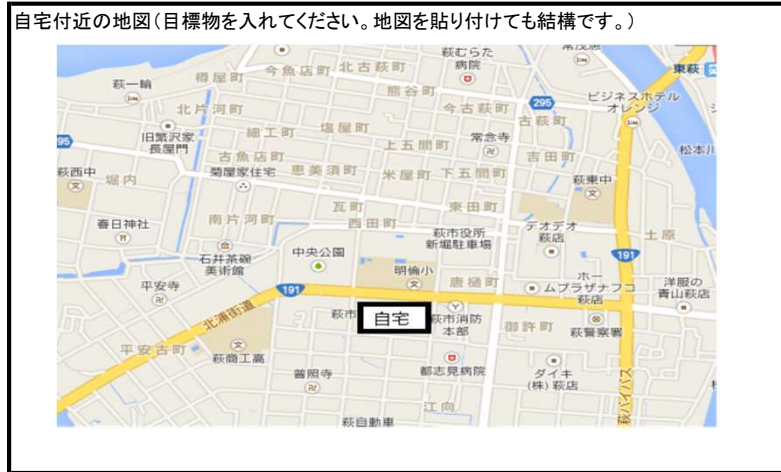 自宅付近の地図(目標物を入れてください。地図を貼り付けても結構です。)
萩むらた
病院
東萩
萩一輪
樽屋町
今魚店町
北古萩町
熊谷町
295
ビジネスホテル
オレンジ
北片河町
今古萩町
古萩町
旧繁沢家
長屋門
細工町
塩屋町
常念寺
松本川
295
上五間町
吉田町
古魚店町
恵美須町
米屋町
下五間町
萩西中
堀内
菊屋家住宅
萩東中
瓦町
東田町
春日神社
南片河町
西田町
萩市役所
新堀駐車場
デオデオ
萩店
土原
石井茶碗
美術館
中央公園
191
平安寺
明倫小
唐樋町
ホー
ムプラザナフコ
萩店
洋服の
青山萩店
191
北浦街道
萩市
自宅
萩市消防
本部
御許町
萩警察署
平安古町
萩商工高
都志見病院
ダイキ
(株)萩店
普照寺
萩バイパス
江向
萩自動車